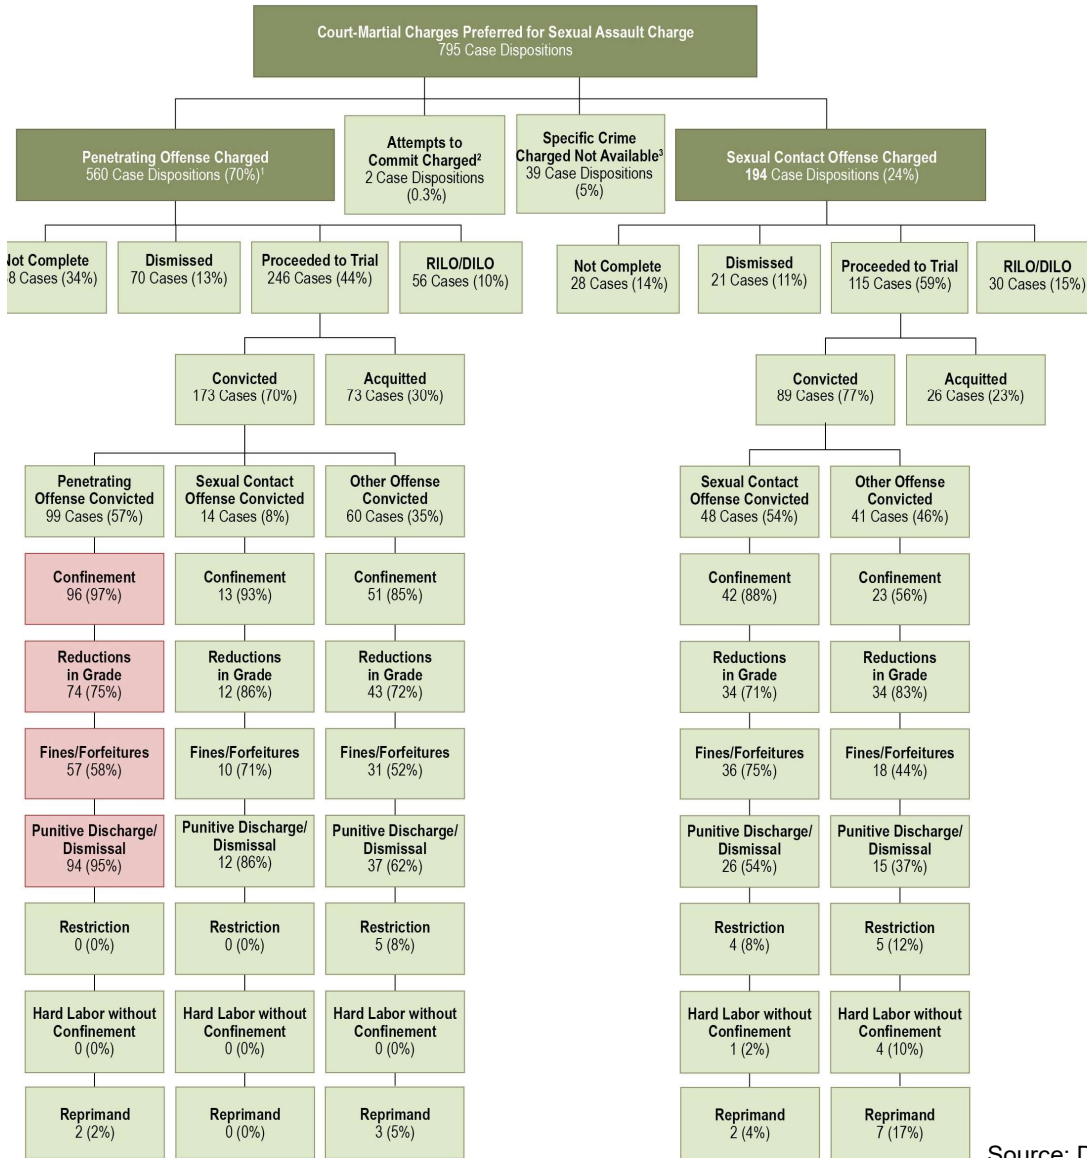 Court-Martial Charges Preferred for Sexual Assault Charge
795 Case Dispositions
Penetrating Offense Charged
560 Case Dispositions (70%)¹
Attempts to
Commit Charged²
2 Case Dispositions
(0.3%)
Specific Crime
Charged Not Available³
39 Case Dispositions
(5%)
Sexual Contact Offense Charged
194 Case Dispositions (24%)
Not Complete
8 Cases (34%)
Dismissed
70 Cases (13%)
Proceeded to Trial
246 Cases (44%)
RILO/DILO
56 Cases (10%)
Not Complete
28 Cases (14%)
Dismissed
21 Cases (11%)
Proceeded to Trial
115 Cases (59%)
RILO/DILO
30 Cases (15%)
Convicted
173 Cases (70%)
Acquitted
73 Cases (30%)
Convicted
89 Cases (77%)
Acquitted
26 Cases (23%)
Penetrating
Offense Convicted
99 Cases (57%)
Sexual Contact
Offense Convicted
14 Cases (8%)
Other Offense
Convicted
60 Cases (35%)
Sexual Contact
Offense Convicted
48 Cases (54%)
Other Offense
Convicted
41 Cases (46%)
Confinement
96 (97%)
Confinement
13 (93%)
Confinement
51 (85%)
Confinement
42 (88%)
Confinement
23 (56%)
Reductions
in Grade
74 (75%)
Reductions
in Grade
12 (86%)
Reductions
in Grade
43 (72%)
Reductions
in Grade
34 (71%)
Reductions
in Grade
34 (83%)
Fines/Forfeitures
57 (58%)
Fines/Forfeitures
10 (71%)
Fines/Forfeitures
31 (52%)
Fines/Forfeitures
36 (75%)
Fines/Forfeitures
18 (44%)
Punitive Discharge/
Dismissal
94 (95%)
Punitive Discharge/
Dismissal
12 (86%)
Punitive Discharge/
Dismissal
37 (62%)
Punitive Discharge/
Dismissal
26 (54%)
Punitive Discharge/
Dismissal
15 (37%)
Restriction
0 (0%)
Restriction
0 (0%)
Restriction
5 (8%)
Restriction
4 (8%)
Restriction
5 (12%)
Hard Labor without
Confinement
0 (0%)
Hard Labor without
Confinement
0 (0%)
Hard Labor without
Confinement
0 (0%)
Hard Labor without
Confinement
1 (2%)
Hard Labor without
Confinement
4 (10%)
Reprimand
2 (2%)
Reprimand
0 (0%)
Reprimand
3 (5%)
Reprimand
2 (4%)
Reprimand
7 (17%)
Source: